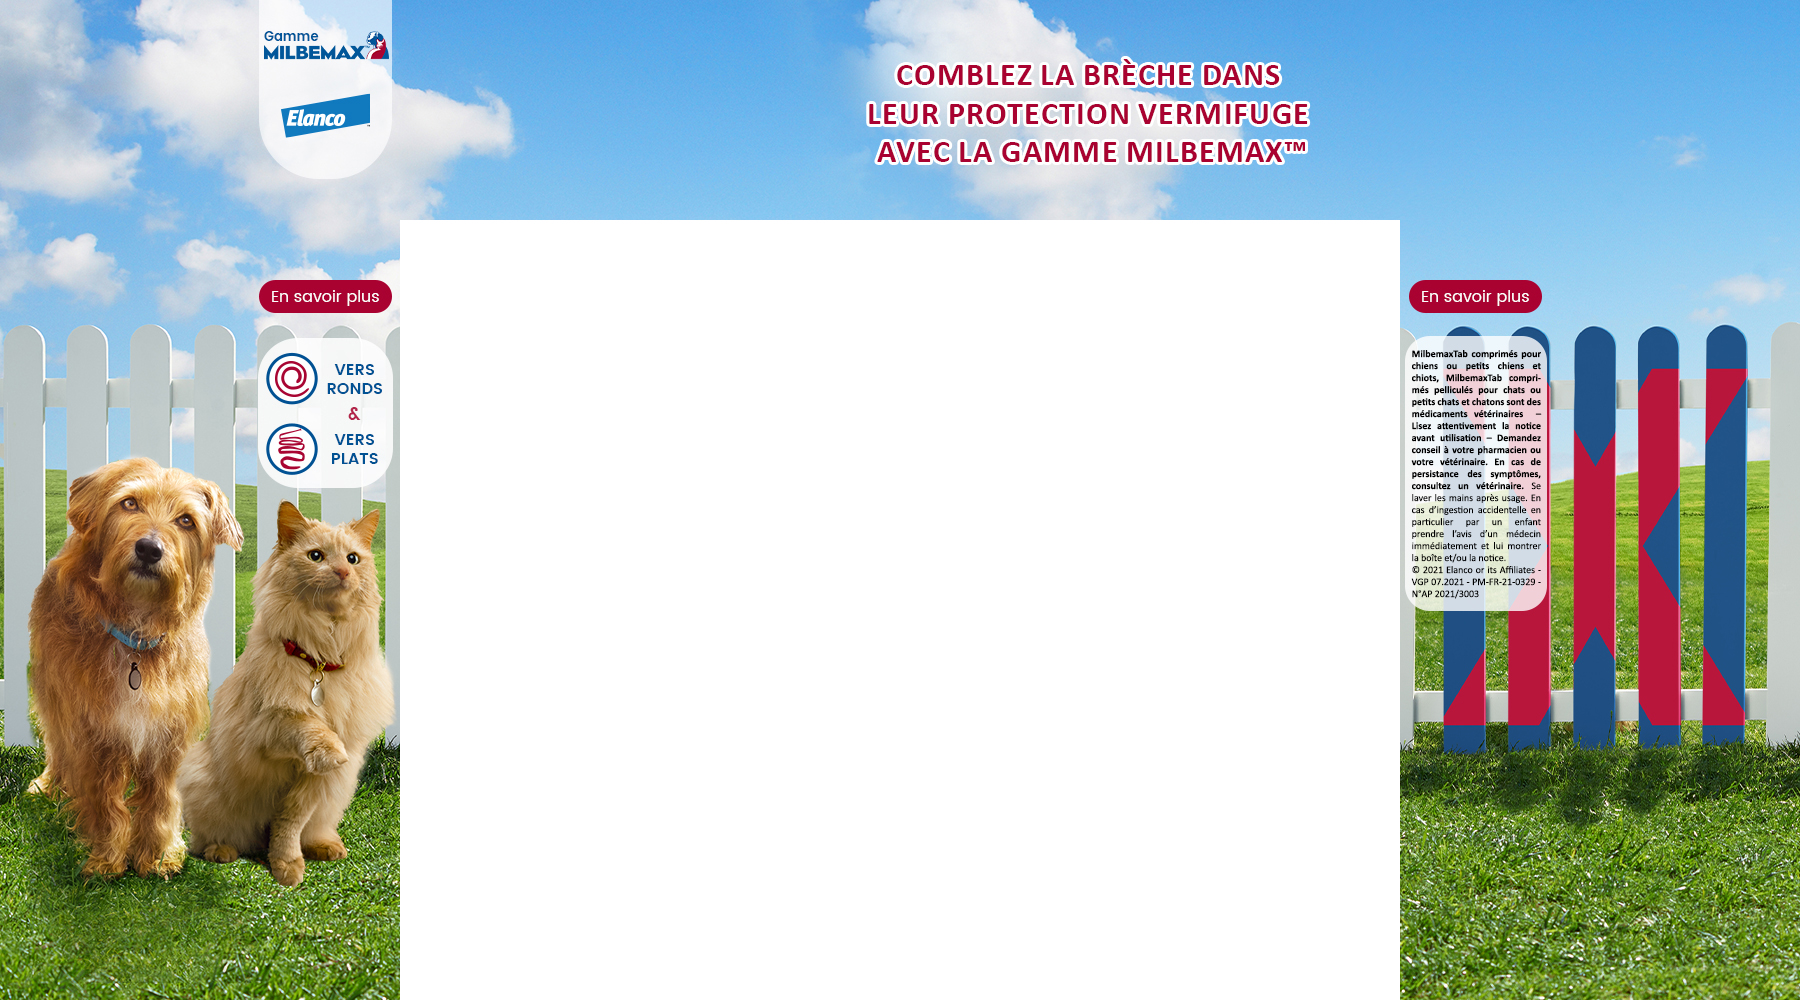 Gamme
MILBEMAX
Elanco
COMBLEZ LA BRÈCHE DANS
LEUR PROTECTION VERMIFUGE
AVEC LA GAMME MILBEMAX™
En savoir plus
VERS
RONDS
&
VERS
PLATS
En savoir plus
MilbemaxTab comprimés pour
chiens ou petits chiens et
chiots, MilbemaxTab compri-
més pelliculés pour chats ou
petits chats et chatons sont des
médicaments vétérinaires –
Lisez attentivement la notice
avant utilisation – Demandez
conseil à votre pharmacien ou
votre vétérinaire. En cas de
persistance des symptômes,
consultez un vétérinaire. Se
laver les mains après usage. En
cas d'ingestion accidentelle en
particulier par un enfant
prendre l'avis d'un médecin
immédiatement et lui montrer
la boîte et/ou la notice.
© 2021 Elanco or its Affiliates -
VGP 07.2021 - PM-FR-21-0329 -
N°AP 2021/3003